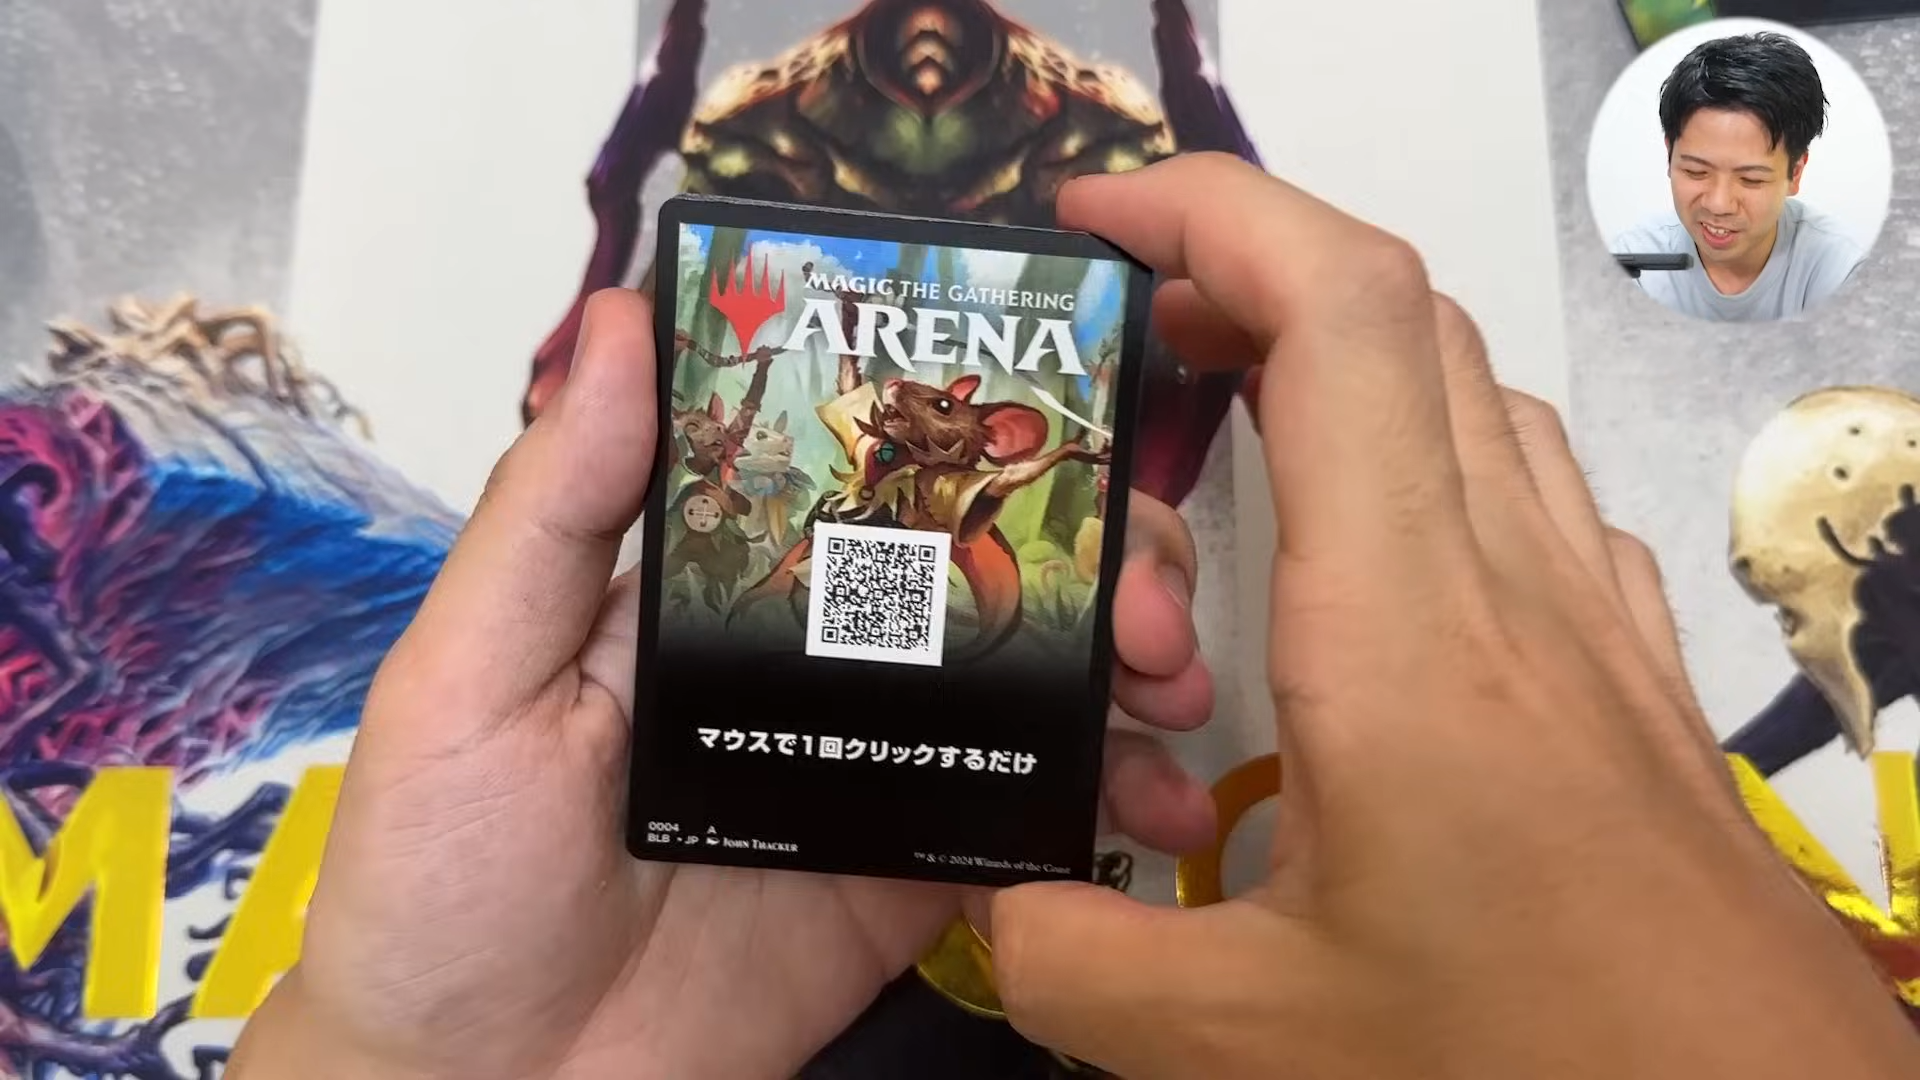 MAGIC THE GATHERING
ARENA
マウスで1回クリックするだけ
0004 A
BLB • JP JOHN THACKER
™ & © 2024 Wizards of the Coast
MA